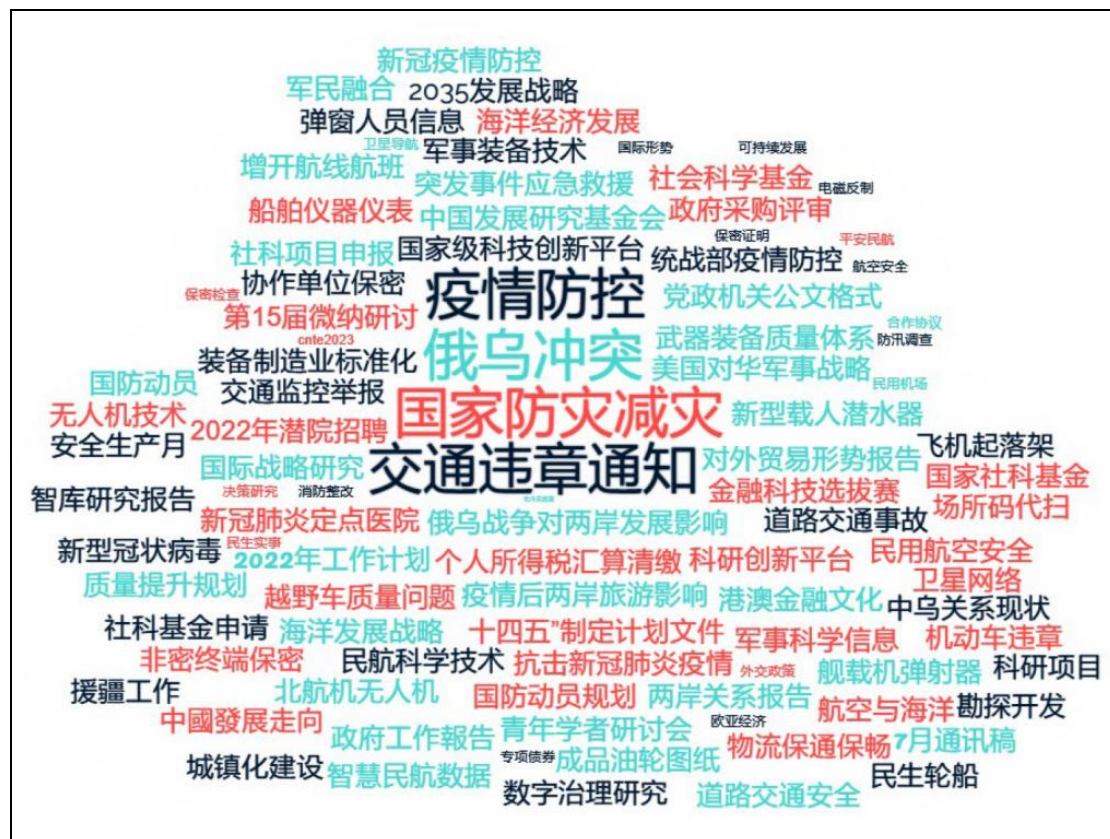 新冠疫情防控
军民融合 2035发展战略
弹窗人员信息 海洋经济发展
卫星导航 军事装备技术 国际形势 可持续发展
增开航线航班 突发事件应急救援 社会科学基金 电磁反制
船舶仪器仪表 中国发展研究基金会 政府采购评审
社科项目申报 国家级科技创新平台 保密证明 平安民航
统战部疫情防控 航空安全
保密检查 协作单位保密 疫情防控 党政机关公文格式
第15届微纳研讨 合作协议
cnte2023 俄乌冲突 武器装备质量体系 防汛调查
装备制造业标准化 美国对华军事战略
国防动员 交通监控举报 民用机场
无人机技术 2022年潜院招聘 国家防灾减灾 新型载人潜水器
安全生产月 飞机起落架
国际战略研究 交通违章通知 对外贸易形势报告 国家社科基金
智库研究报告 决策研究 消防整改 金融科技选拔赛 场所码代扫
新冠肺炎定点医院 俄乌战争对两岸发展影响 道路交通事故
新型冠状病毒 民生实事 2022年工作计划 个人所得税汇算清缴 科研创新平台 民用航空安全
质量提升规划 越野车质量问题 疫情后两岸旅游影响 港澳金融文化 卫星网络
中乌关系现状
社科基金申请 海洋发展战略 十四五”制定计划文件 军事科学信息 机动车违章
非密终端保密 民航科学技术 抗击新冠肺炎疫情 外交政策 舰载机弹射器 科研项目
援疆工作 北航机无人机 国防动员规划 两岸关系报告 航空与海洋 勘探开发
中國發展走向 政府工作報告 青年学者研讨会 欧亚经济
物流保通保畅 7月通讯稿
城镇化建设 智慧民航数据 专项债券 成品油轮图纸 民生轮船
数字治理研究 道路交通安全